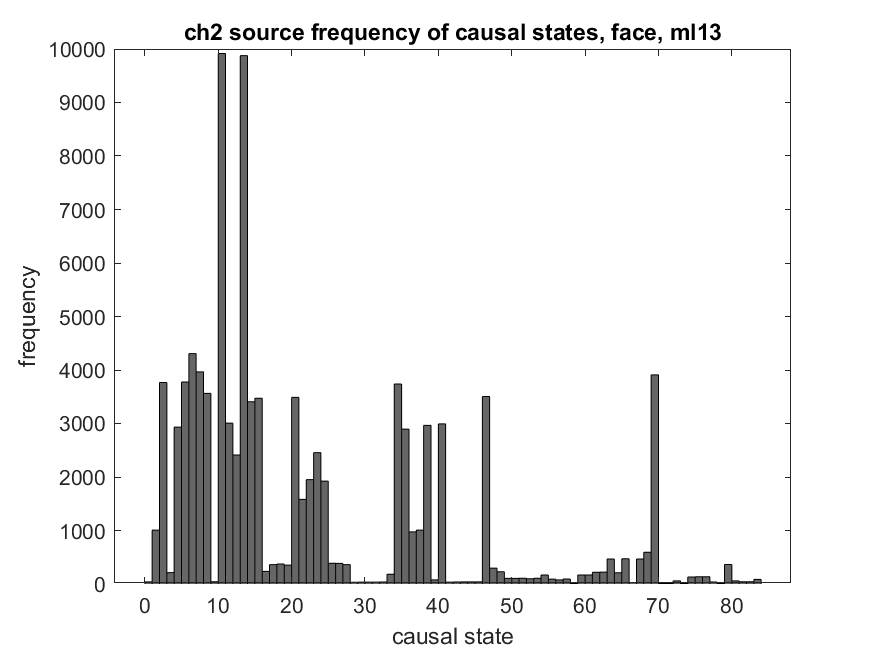 ch2 source frequency of causal states, face, ml13
10000
9000
8000
7000
6000
5000
4000
3000
2000
1000
0
frequency
0 10 20 30 40 50 60 70 80
causal state